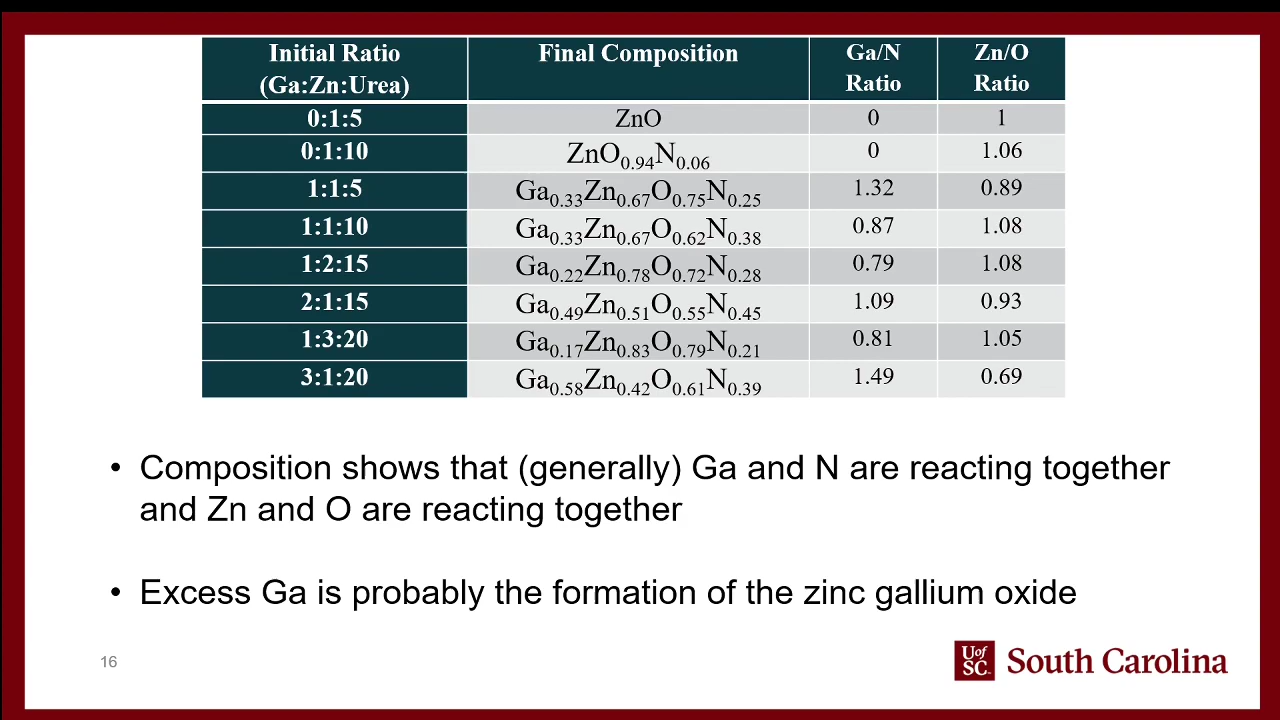 Initial Ratio (Ga:Zn:Urea) Final Composition Ga/N Ratio Zn/O Ratio
0:1:5 ZnO 0 1
0:1:10 ZnO₀.₉₄N₀.₀₆ 0 1.06
1:1:5 Ga₀.₃₃Zn₀.₆₇O₀.₇₅N₀.₂₅ 1.32 0.89
1:1:10 Ga₀.₃₃Zn₀.₆₇O₀.₆₂N₀.₃₈ 0.87 1.08
1:2:15 Ga₀.₂₂Zn₀.₇₈O₀.₇₂N₀.₂₈ 0.79 1.08
2:1:15 Ga₀.₄₉Zn₀.₅₁O₀.₅₅N₀.₄₅ 1.09 0.93
1:3:20 Ga₀.₁₇Zn₀.₈₃O₀.₇₉N₀.₂₁ 0.81 1.05
3:1:20 Ga₀.₅₈Zn₀.₄₂O₀.₆₁N₀.₃₉ 1.49 0.69
• Composition shows that (generally) Ga and N are reacting together
and Zn and O are reacting together
• Excess Ga is probably the formation of the zinc gallium oxide
16
UofSC South Carolina